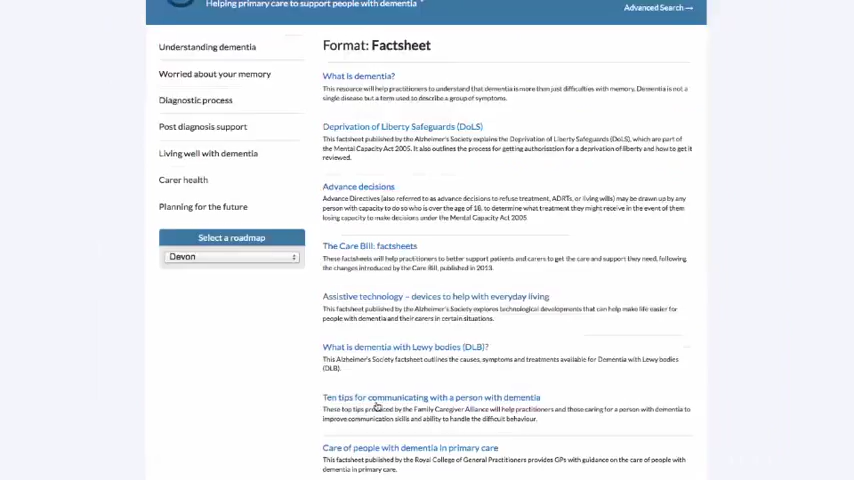 Helping primary care to support people with dementia
Advanced Search →
Understanding dementia
Worried about your memory
Diagnostic process
Post diagnosis support
Living well with dementia
Carer health
Planning for the future
Select a roadmap
Devon
Format: Factsheet
What is dementia?
This resource will help practitioners to understand that dementia is more than just difficulties with memory. Dementia is not a
single disease but a form used to describe a group of symptoms.
Deprivation of Liberty Safeguards (DoLS)
This factsheet published by the Alzheimer's Society explains the Deprivation of Liberty Safeguards (DoLS), which are part of
the Mental Capacity Act 2005. It also outlines the process for getting authorisation for a deprivation of liberty and how to get it
reviewed.
Advance decisions
Advance Directives (also referred to as advance decisions to refuse treatment, ADRTs, or living wills) may be drawn up by any
person with capacity to do so who is over the age of 18, to determine what treatment they might receive in the event of them
losing capacity to make decisions under the Mental Capacity Act 2005
The Care Bill: factsheets
These factsheets will help practitioners to better support patients and carers to get the care and support they need, following
the changes introduced by the Care Bill, published in 2013.
Assistive technology – devices to help with everyday living
This factsheet published by the Alzheimer's Society explores technological developments that can help make life easier for
people with dementia and their carers in certain situations.
What is dementia with Lewy bodies (DLB)?
This Alzheimer's Society factsheet outlines the causes, symptoms and treatments available for Dementia with Lewy bodies
(DLB).
Ten tips for communicating with a person with dementia
These top tips produced by the Family Caregiver Alliance will help practitioners and those caring for a person with dementia to
improve communication skills and ability to handle the difficult behaviour.
Care of people with dementia in primary care
This factsheet published by the Royal College of General Practitioners provides GPs with guidance on the care of people with
dementia in primary care.